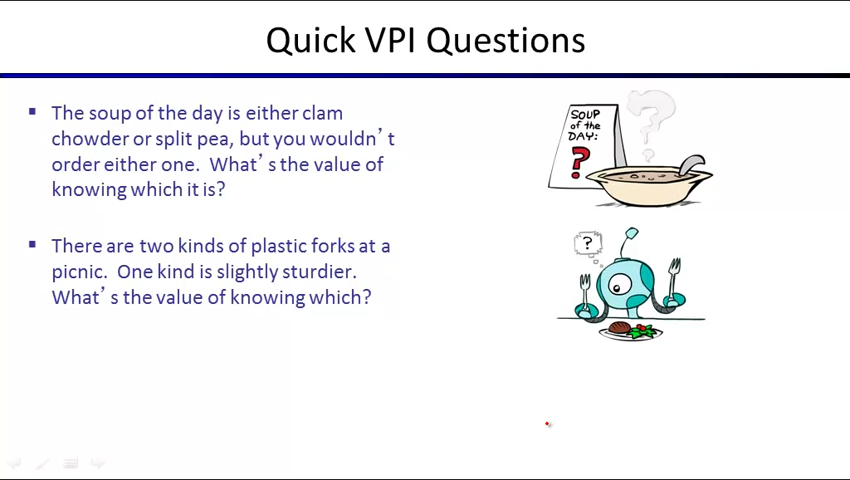 Quick VPI Questions
The soup of the day is either clam
chowder or split pea, but you wouldn't
order either one. What's the value of
knowing which it is?
There are two kinds of plastic forks at a
picnic. One kind is slightly sturdier.
What's the value of knowing which?
SOUP
of the
DAY:
?
?